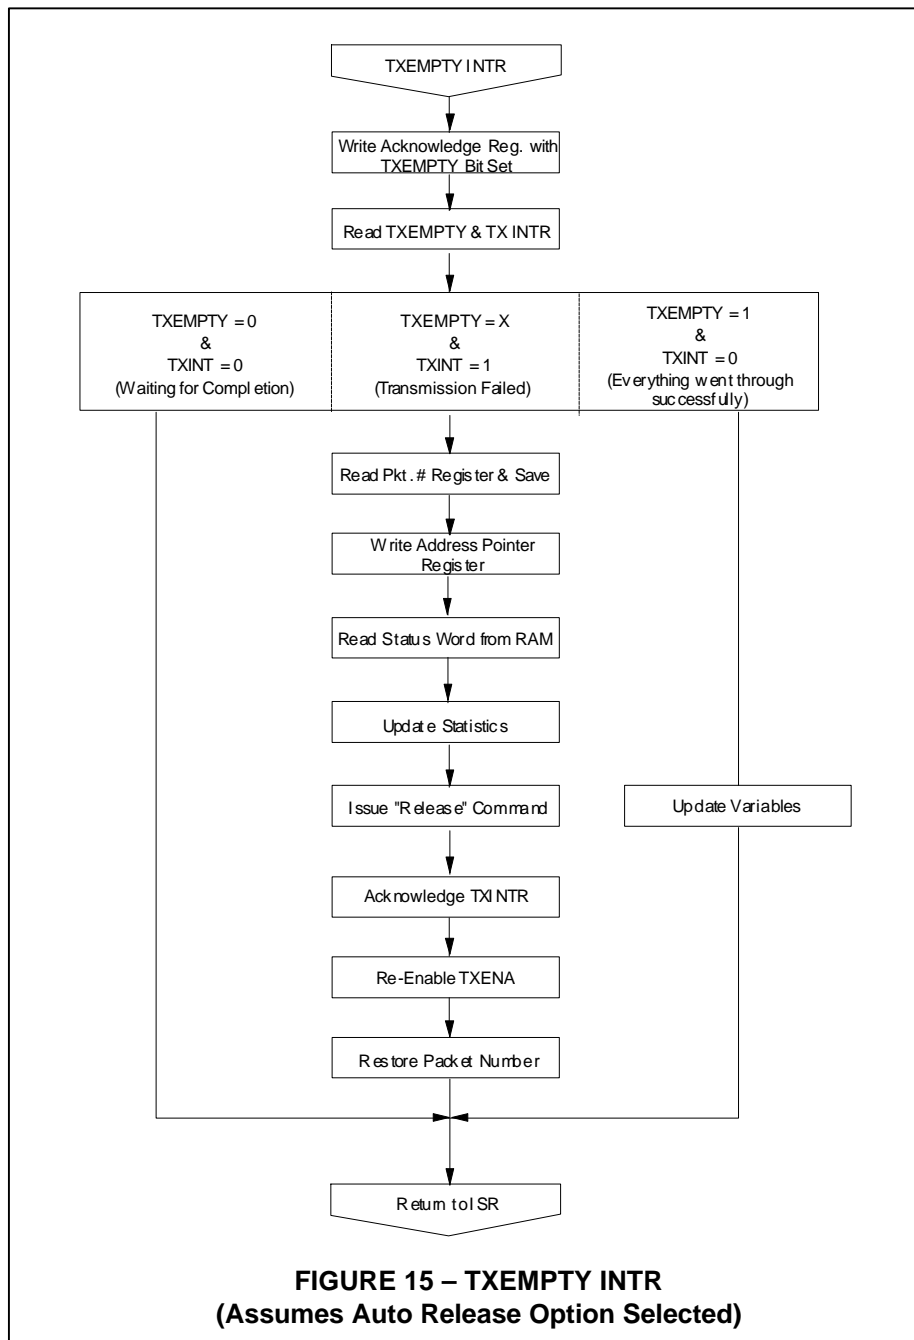 TXEMPTY INTR
Write Acknowledge Reg. with
TXEMPTY Bit Set
Read TXEMPTY & TX INTR
TXEMPTY = 0
&
TXINT = 0
(Waiting for Completion)
TXEMPTY = X
&
TXINT = 1
(Transmission Failed)
TXEMPTY = 1
&
TXINT = 0
(Everything went through
successfully)
Read Pkt. # Register & Save
Write Address Pointer
Register
Read Status Word from RAM
Update Statistics
Issue "Release" Command
Update Variables
Acknowledge TXINTR
Re-Enable TXENA
Restore Packet Number
Return to ISR
FIGURE 15 – TXEMPTY INTR
(Assumes Auto Release Option Selected)